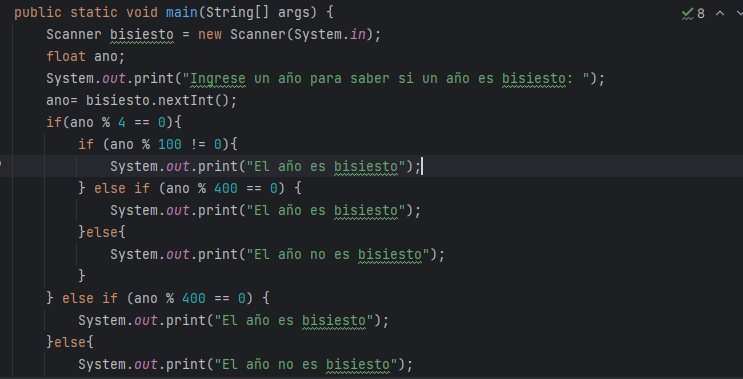 public static void main(String[] args) {
8
    Scanner bisiesto = new Scanner(System.in);
    float ano;
    System.out.print("Ingrese un año para saber si un año es bisiesto: ");
    ano= bisiesto.nextInt();
    if(ano % 4 == 0){
        if (ano % 100 != 0){
            System.out.print("El año es bisiesto");
        } else if (ano % 400 == 0) {
            System.out.print("El año es bisiesto");
        }else{
            System.out.print("El año no es bisiesto");
        }
    } else if (ano % 400 == 0) {
        System.out.print("El año es bisiesto");
    }else{
        System.out.print("El año no es bisiesto");